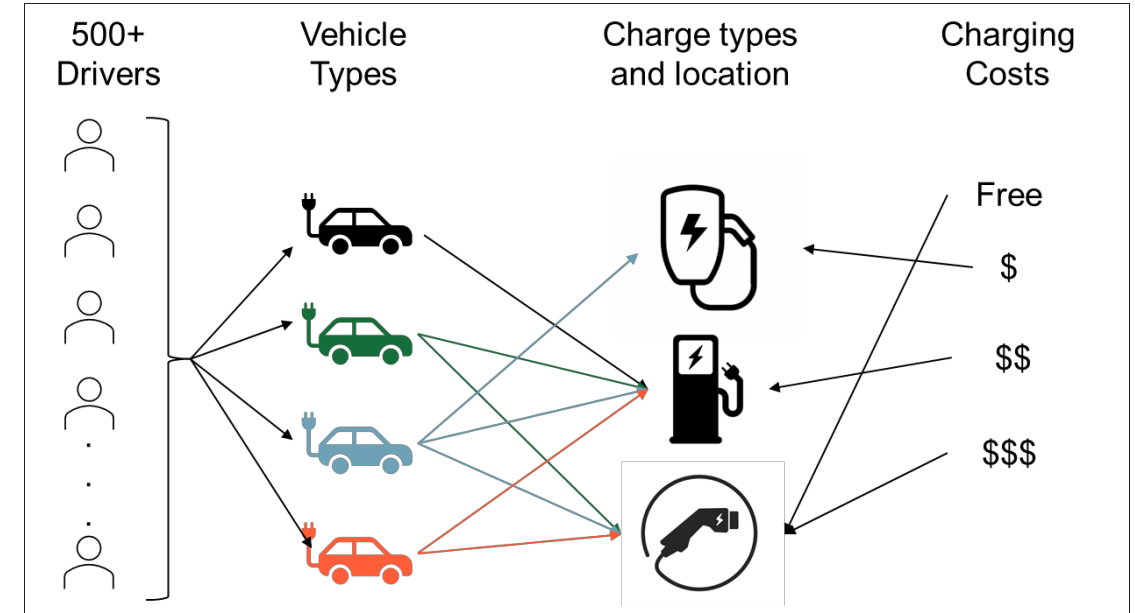 500+
Drivers
Vehicle
Types
Charge types
and location
Charging
Costs
Free
$
$$
$$$